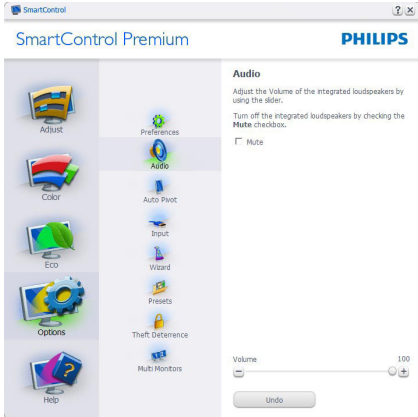 SmartControl
SmartControl Premium
PHILIPS
Adjust
Color
Eco
Options
Help
Preferences
Audio
Auto Pivot
Input
Wizard
Presets
Theft Deterrence
Multi Monitors
Audio
Adjust the Volume of the integrated loudspeakers by
using the slider.
Turn off the integrated loudspeakers by checking the
Mute checkbox.
Mute
Volume 100
Undo